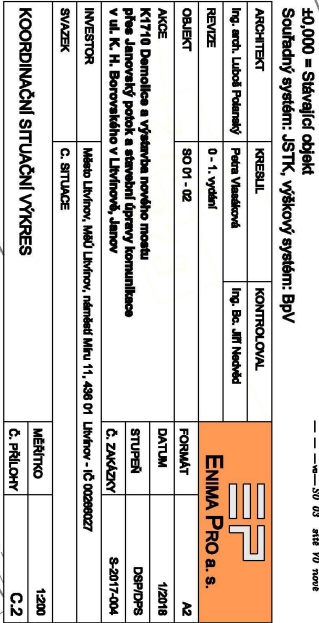 SO 03 sítě VO nové
±0,000 = Stávající objekt
Souřadný systém: JSTK, výškový systém: BpV
ARCHITEKT KRESLIL KONTROLOVAL
Ing. arch. Luboš Polanský Petra Vlasáková Ing. Bc. Jiří Nedvěd
ENIMA PRO a. s.
REVIZE 0 - 1. vydání
OBJEKT SO 01 - 02 FORMÁT A2
AKCE DATUM 1/2018
K1710 Demolice a výstavba nového mostu
přes Janovský potok a stavební úpravy komunikace
v ul. K. H. Borovského v Litvínově, Janov
STUPEŇ DSP/DPS
Č. ZAKÁZKY S-2017-004
INVESTOR Město Litvínov, MěÚ Litvínov, náměstí Míru 11, 436 01 Litvínov - IČ 00266027
SVAZEK C. SITUACE
KOORDINAČNÍ SITUAČNÍ VÝKRES
MĚŘÍTKO 1:200
Č. PŘÍLOHY C.2